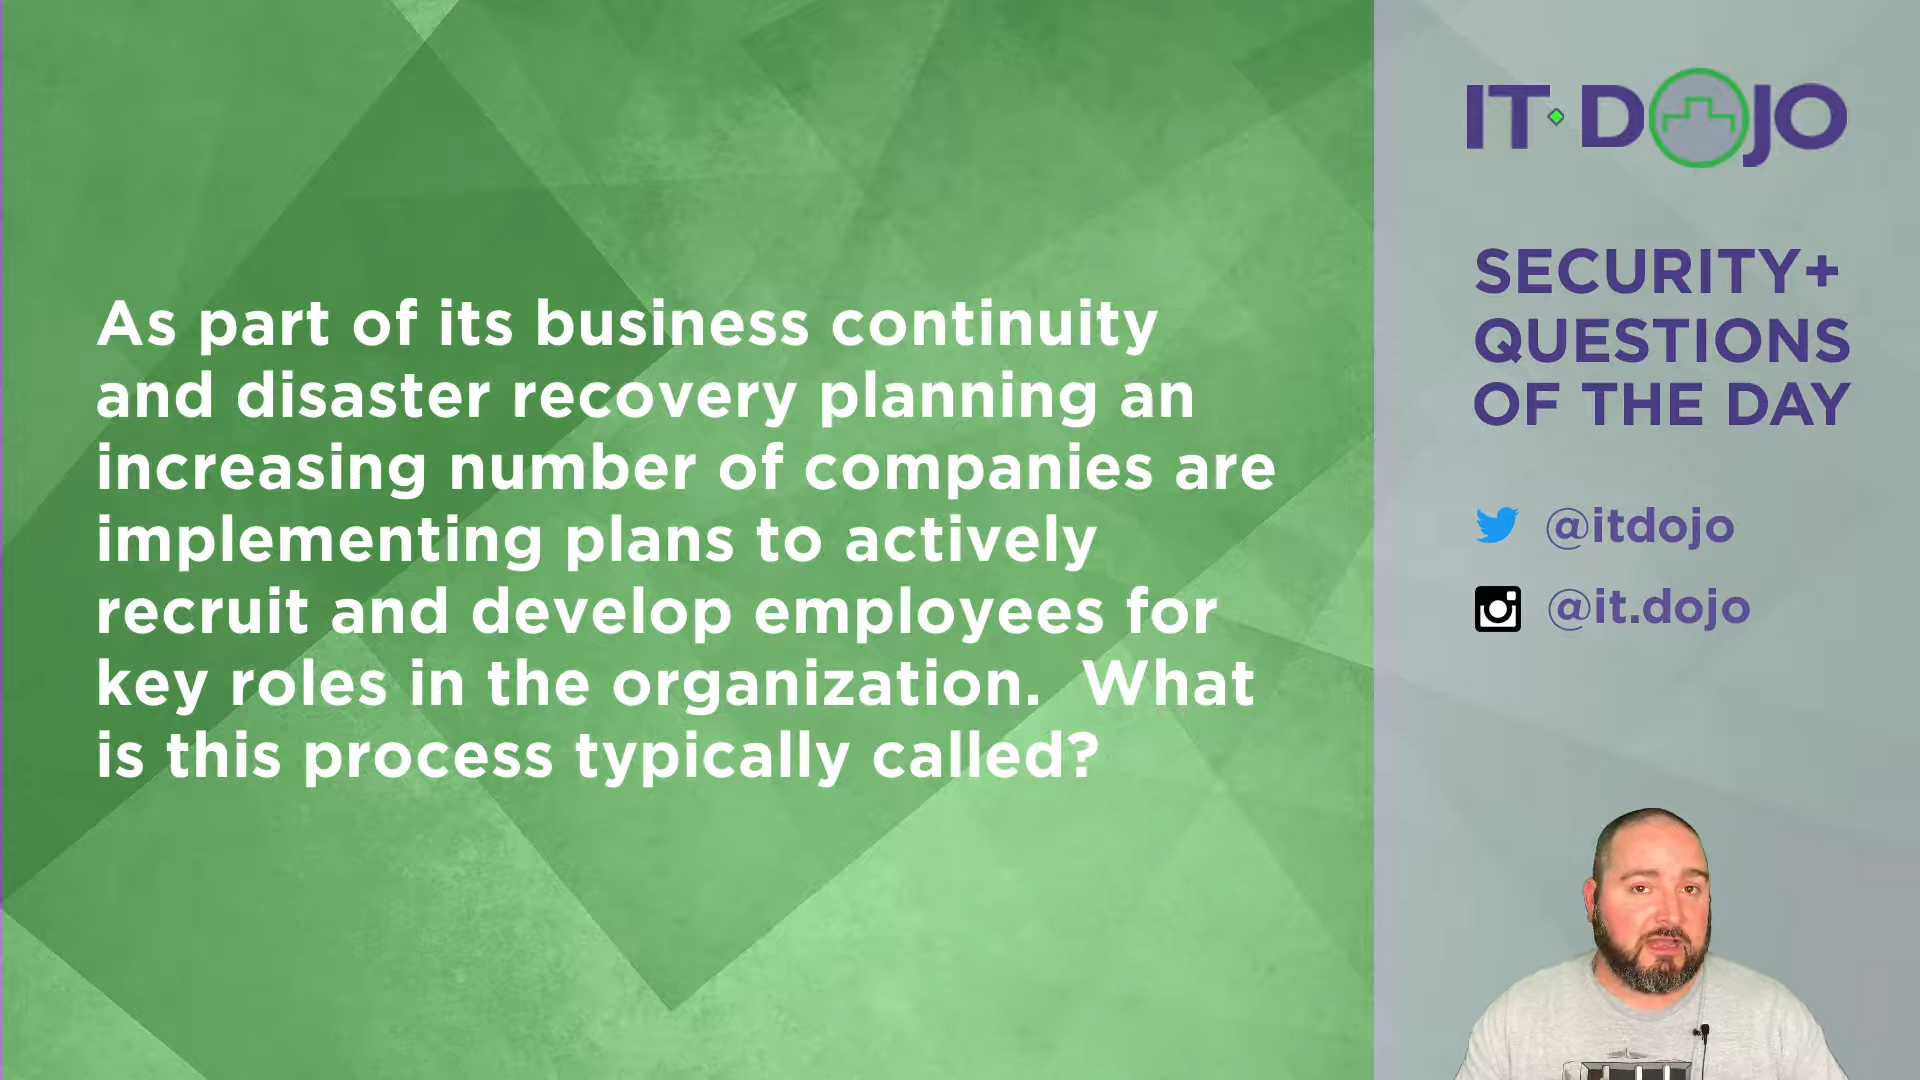 As part of its business continuity
and disaster recovery planning an
increasing number of companies are
implementing plans to actively
recruit and develop employees for
key roles in the organization.  What
is this process typically called?
IT DOJO
SECURITY+
QUESTIONS
OF THE DAY
@itdojo
@it.dojo